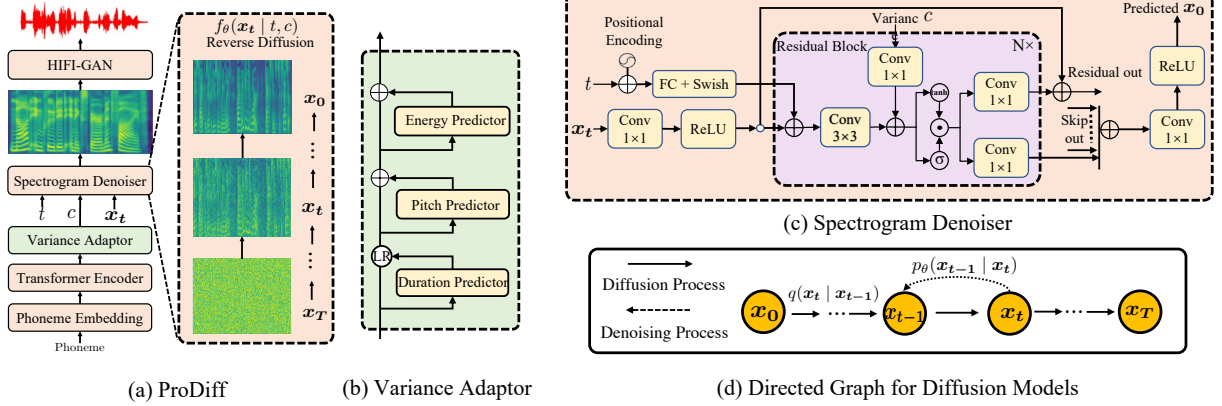 HIFI-GAN
Spectrogram Denoiser
t
c
x_t
Variance Adaptor
Transformer Encoder
Phoneme Embedding
Phoneme
(a) ProDiff
f_θ(x_t | t, c)
Reverse Diffusion
x_0
...
x_t
...
x_T
Energy Predictor
Pitch Predictor
LR
Duration Predictor
(b) Variance Adaptor
Positional
Encoding
t
FC + Swish
x_t
Conv
1×1
ReLU
Varianc c
e
Residual Block
N×
Conv
1×1
Conv
3×3
tanh
σ
Conv
1×1
Conv
1×1
Residual out
Skip
out
Predicted x_0
ReLU
Conv
1×1
(c) Spectrogram Denoiser
Diffusion Process
Denoising Process
x_0
q(x_t | x_{t-1})
...
x_{t-1}
p_θ(x_{t-1} | x_t)
x_t
...
x_T
(d) Directed Graph for Diffusion Models